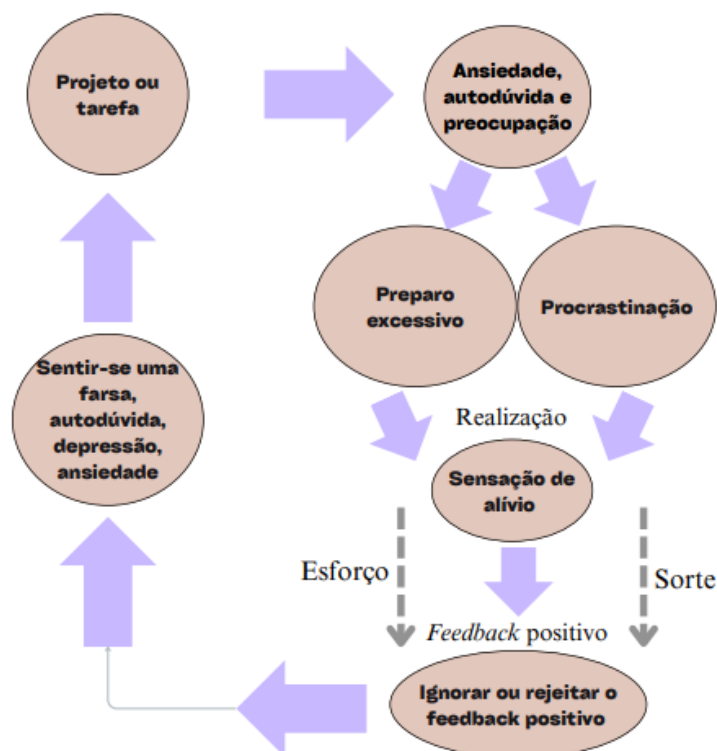 Projeto ou
tarefa
Ansiedade,
autodúvida e
preocupação
Preparo
excessivo
Procrastinação
Realização
Sensação de
alívio
Esforço
Sorte
Feedback positivo
Ignorar ou rejeitar o
feedback positivo
Sentir-se uma
farsa,
autodúvida,
depressão,
ansiedade